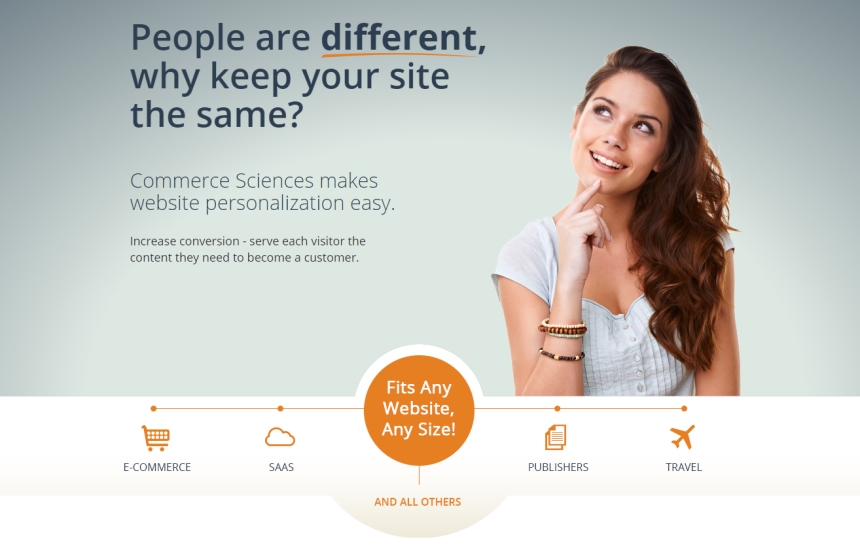 People are different,
why keep your site
the same?
Commerce Sciences makes
website personalization easy.
Increase conversion - serve each visitor the
content they need to become a customer.
Fits Any
Website,
Any Size!
E-COMMERCE
SAAS
PUBLISHERS
TRAVEL
AND ALL OTHERS